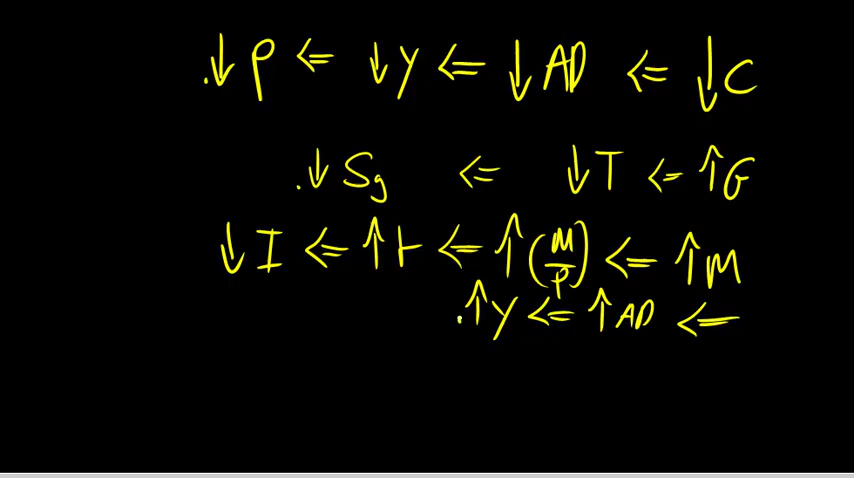 .↓P ⇐ ↓Y ⇐ ↓AD ⇐ ↓C
.↓Sg ⇐ ↓T ⇐ ↑G
↓I ⇐ ↑r ⇐ ↑(M/P) ⇐ ↑M
.↑Y ⇐ ↑AD ⇐